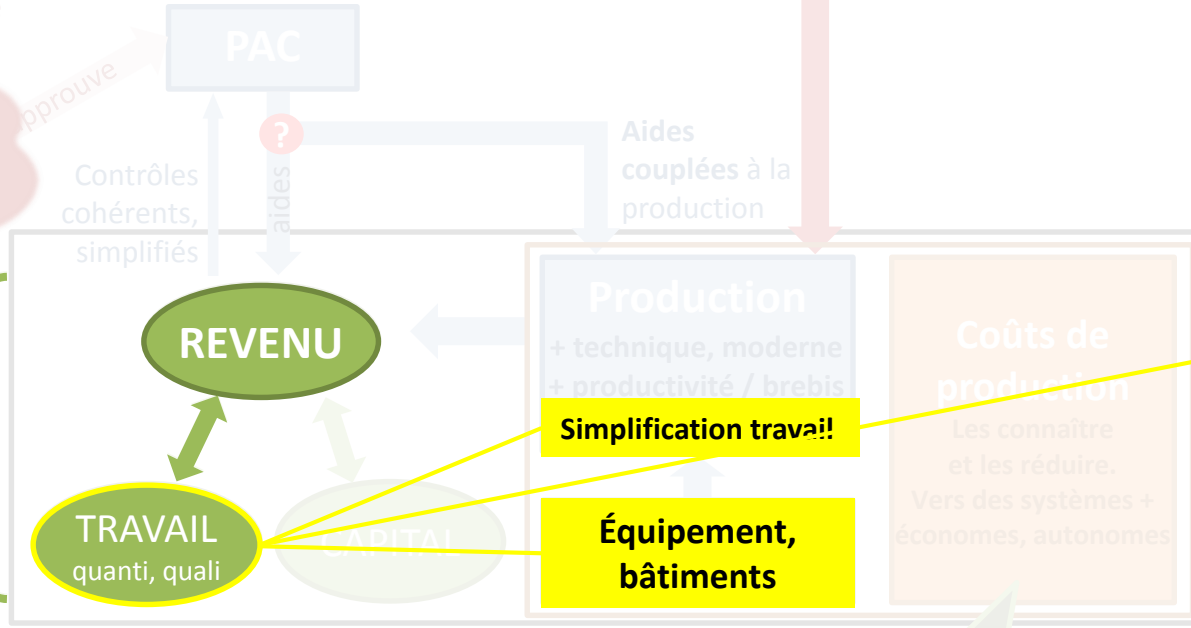 PAC
pprouve
?
aides
Contrôles
cohérents,
simplifiés
Aides
couplées à la
production
REVENU
Production
+ technique, moderne
+ productivité / brebis
Simplification travail
Équipement,
bâtiments
Coûts de
production
Les connaître
et les réduire.
Vers des systèmes +
économes, autonomes
TRAVAIL
quanti, quali
CAPITAL